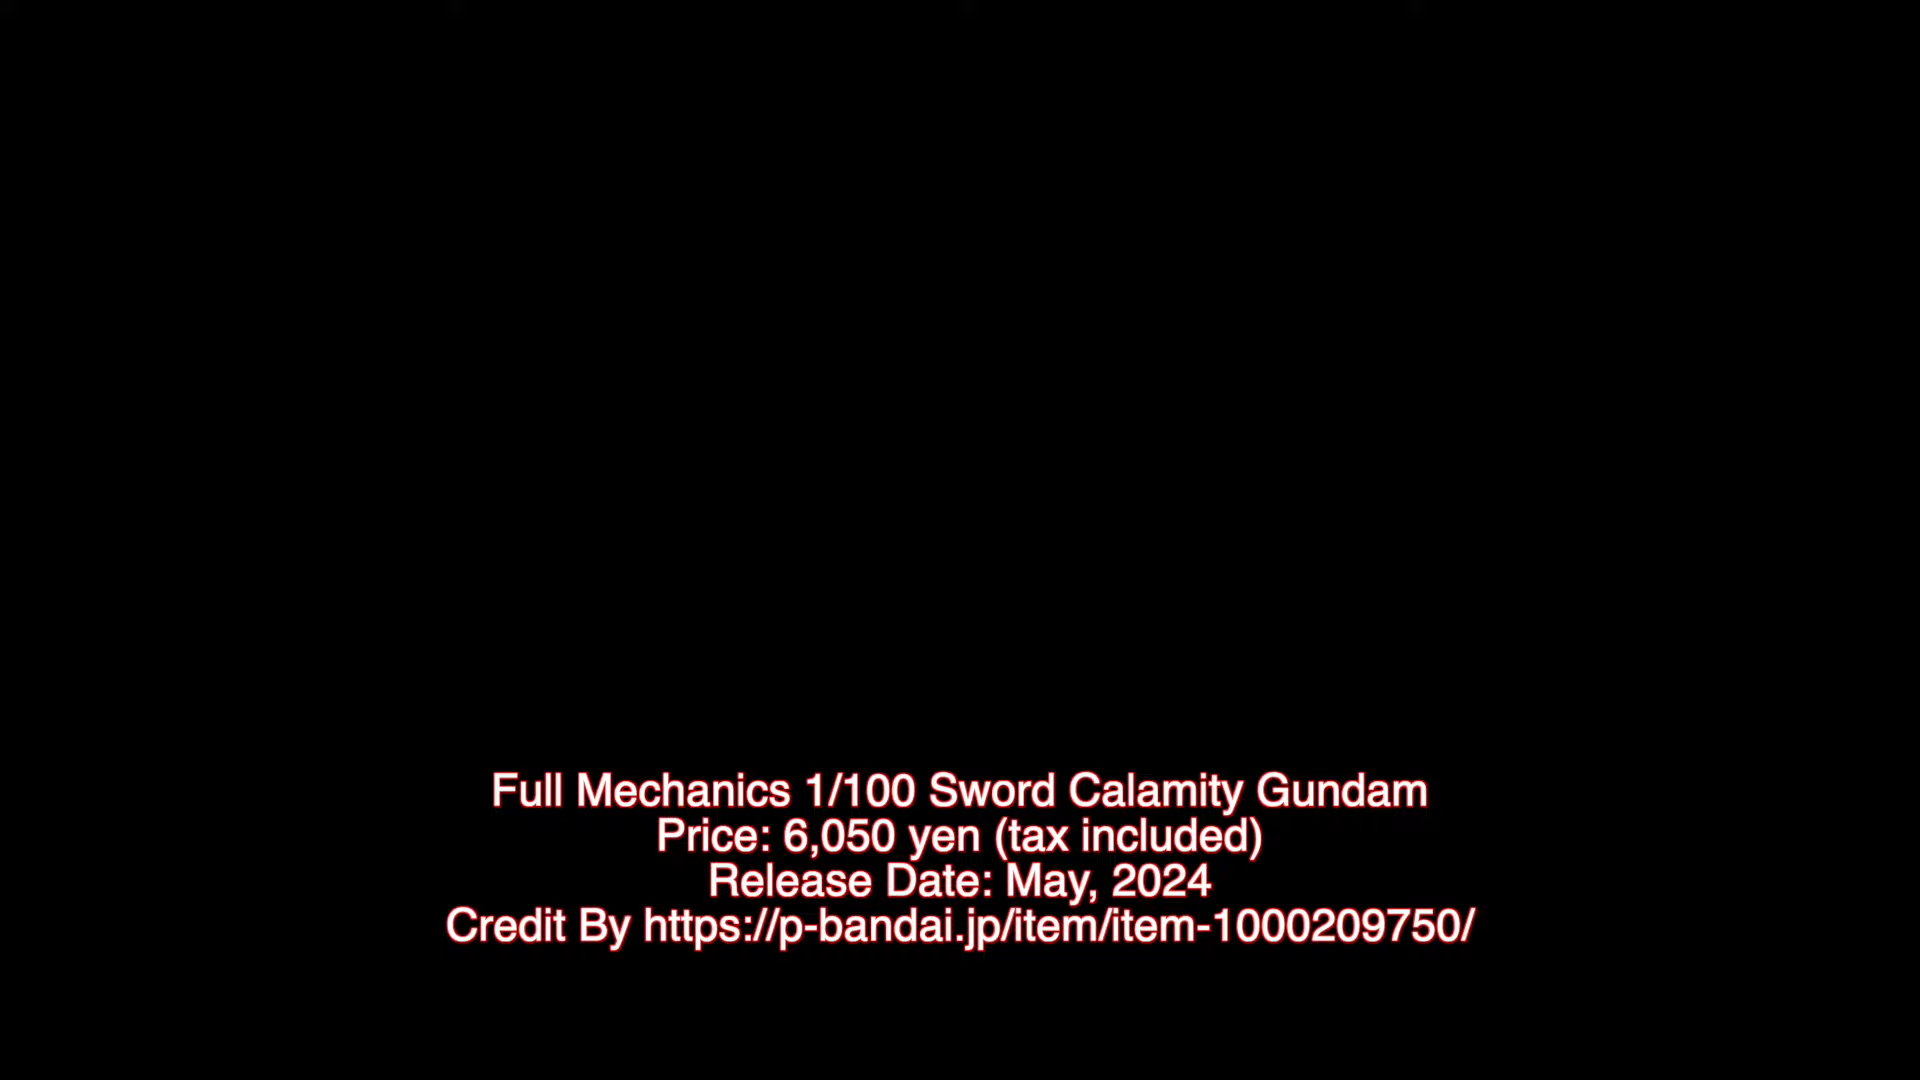 Full Mechanics 1/100 Sword Calamity Gundam
Price: 6,050 yen (tax included)
Release Date: May, 2024
Credit By https://p-bandai.jp/item/item-1000209750/